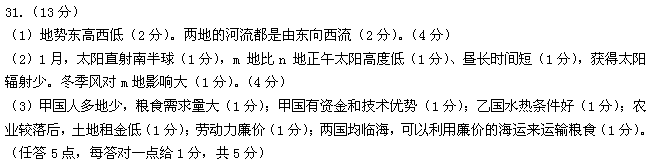 31.(13分)
(1)地势东高西低(2分)。两地的河流都是由东向西流(2分)。(4分)
(2)1月,太阳直射南半球(1分),m地比n地正午太阳高度低(1分)、昼长时间短(1分),获得太阳
辐射少。冬季风对m地影响大(1分)。(4分)
(3)甲国人多地少,粮食需求量大(1分);甲国有资金和技术优势(1分);乙国水热条件好(1分);农
业较落后,土地租金低(1分);劳动力廉价(1分);两国均临海,可以利用廉价的海运来运输粮食(1分)。
(任答5点,每答对一点给1分,共5分)